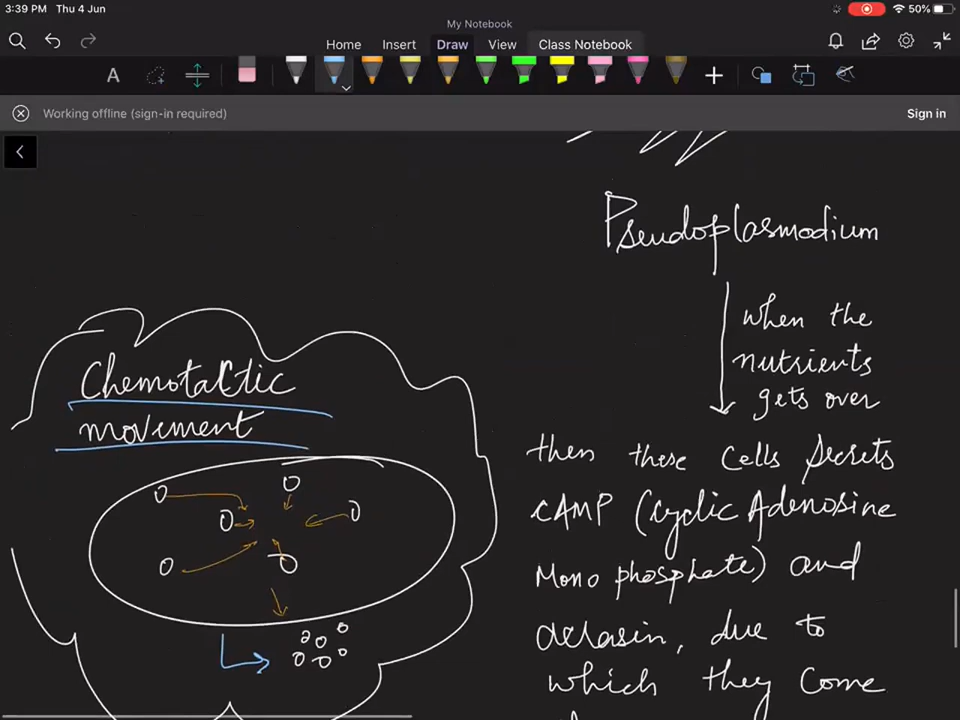 3:39 PM Thu 4 Jun
50%
My Notebook
Home Insert Draw View Class Notebook
A
Working offline (sign-in required)
Sign in
Pseudoplasmodium
when the
nutrients
gets over
Chemotactic
movement
then these Cells Secrets
CAMP (Cyclic Adenosine
Mono phosphate) and
acrasin, due to
which they come